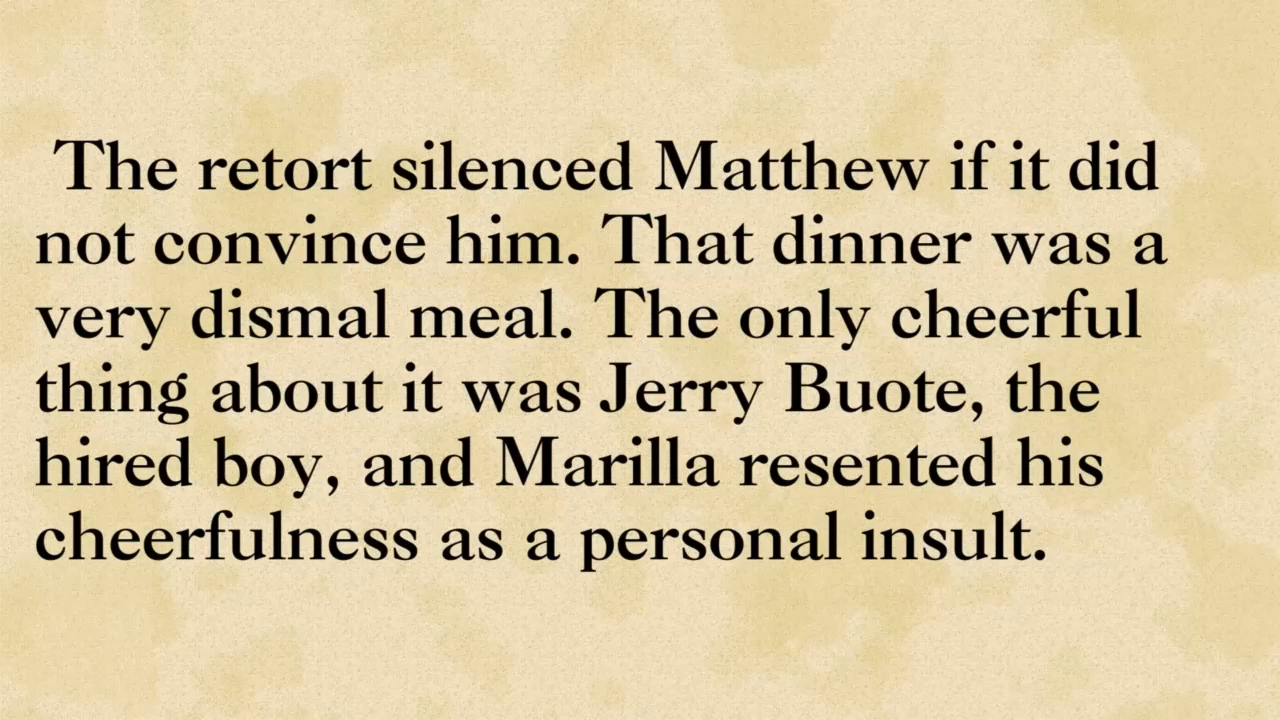 The retort silenced Matthew if it did
not convince him. That dinner was a
very dismal meal. The only cheerful
thing about it was Jerry Buote, the
hired boy, and Marilla resented his
cheerfulness as a personal insult.